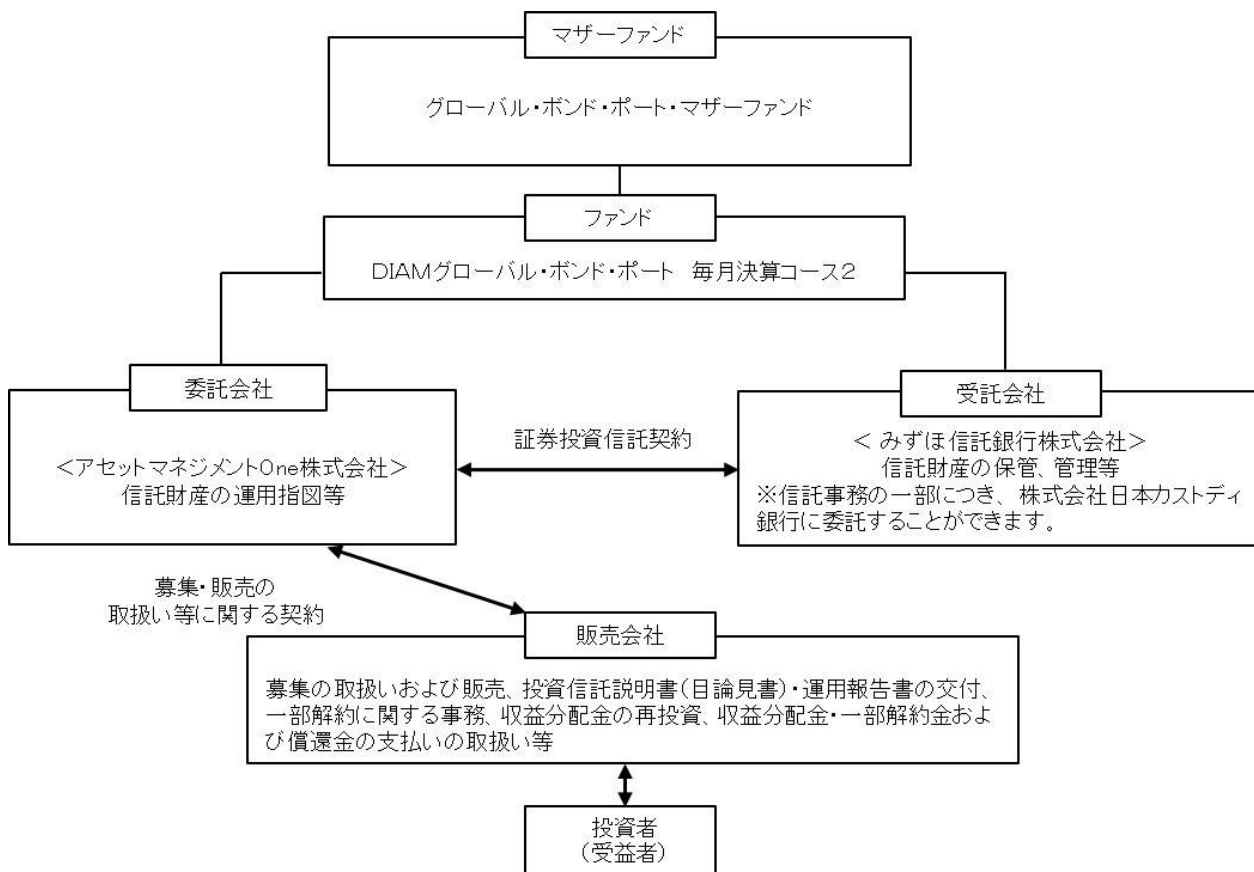 マザーファンド
グローバル・ボンド・ポート・マザーファンド
ファンド
DIAMグローバル・ボンド・ポート 毎月決算コース2
委託会社
<アセットマネジメントOne株式会社>
信託財産の運用指図等
証券投資信託契約
受託会社
< みずほ信託銀行株式会社>
信託財産の保管、管理等
※信託事務の一部につき、株式会社日本カストディ
銀行に委託することができます。
募集・販売の
取扱い等に関する契約
販売会社
募集の取扱いおよび販売、投資信託説明書(目論見書)・運用報告書の交付、
一部解約に関する事務、収益分配金の再投資、収益分配金・一部解約金およ
び償還金の支払いの取扱い等
投資者
(受益者)